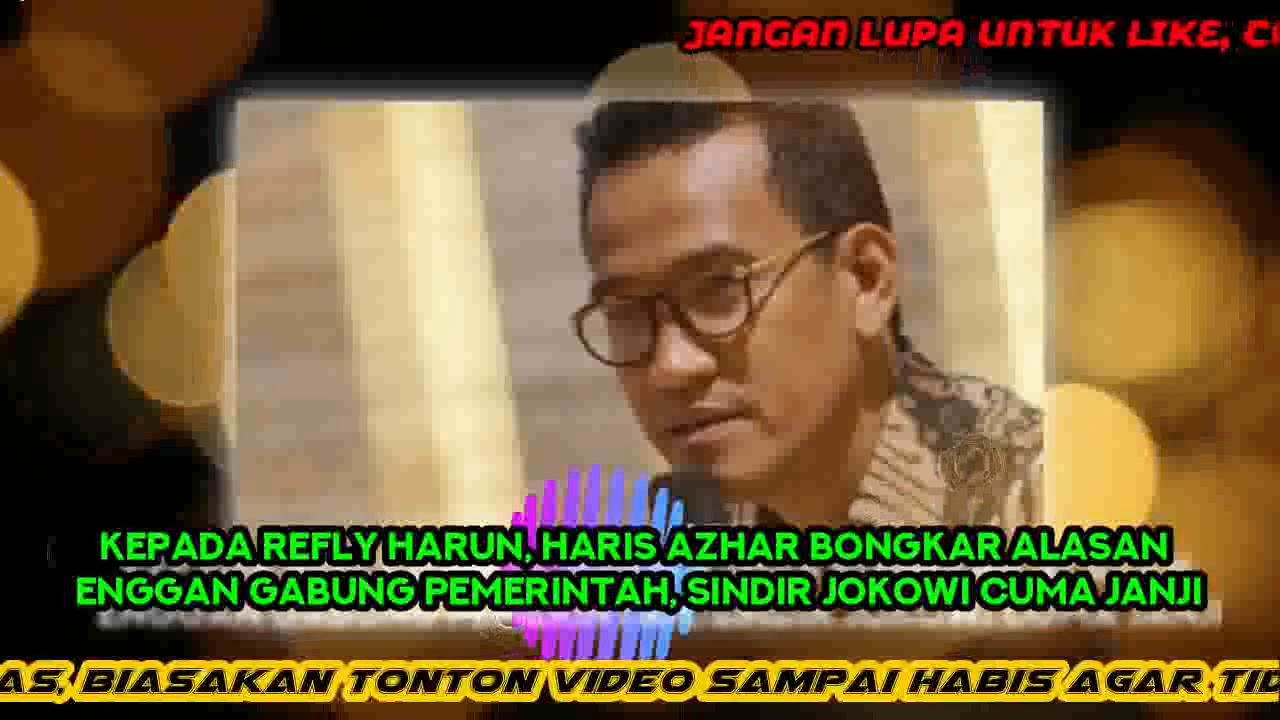 JANGAN LUPA UNTUK LIKE,
KEPADA REFLY HARUN, HARIS AZHAR BONGKAR ALASAN
ENGGAN GABUNG PEMERINTAH, SINDIR JOKOWI CUMA JANJI
BIASAKAN TONTON VIDEO SAMPAI HABIS AGAR